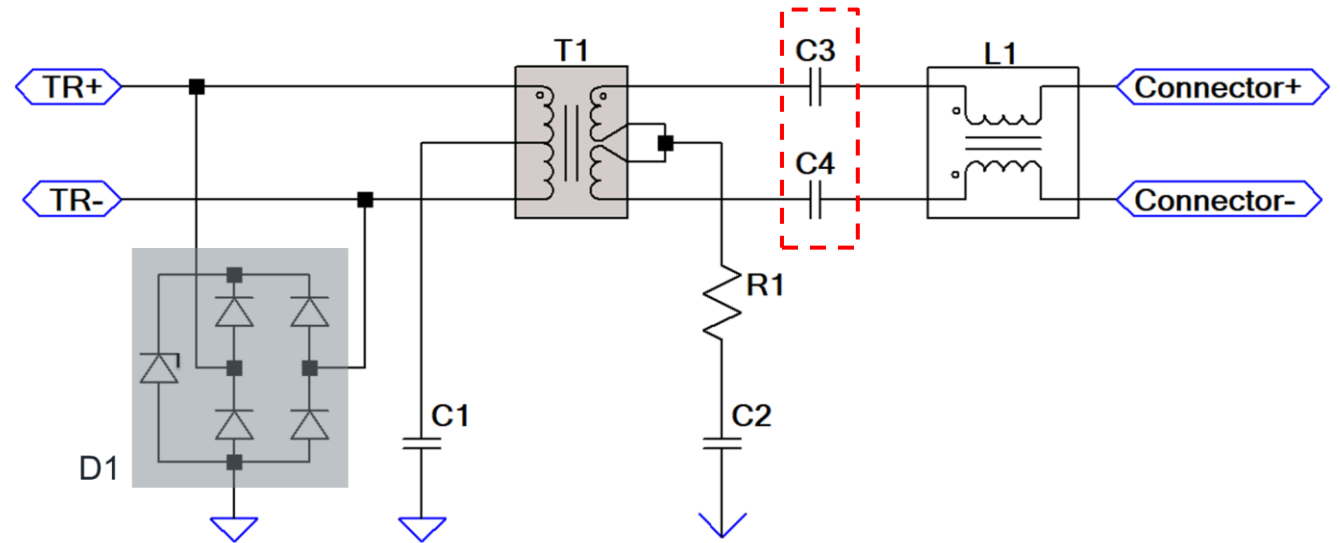 T1
C3
L1
TR+
Connector+
C4
TR-
Connector-
R1
C1
C2
D1